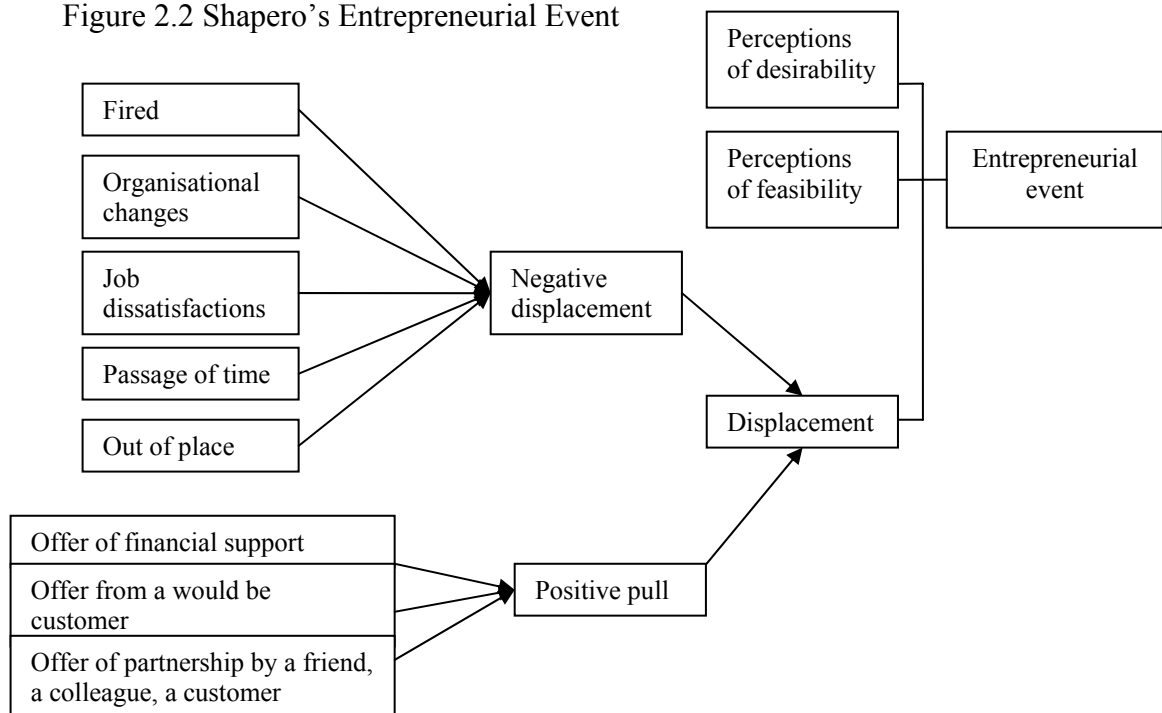 Figure 2.2 Shapero’s Entrepreneurial Event
Perceptions
of desirability
Fired
Perceptions
of feasibility
Entrepreneurial
event
Organisational
changes
Job
dissatisfactions
Negative
displacement
Passage of time
Out of place
Displacement
Offer of financial support
Offer from a would be
customer
Positive pull
Offer of partnership by a friend,
a colleague, a customer